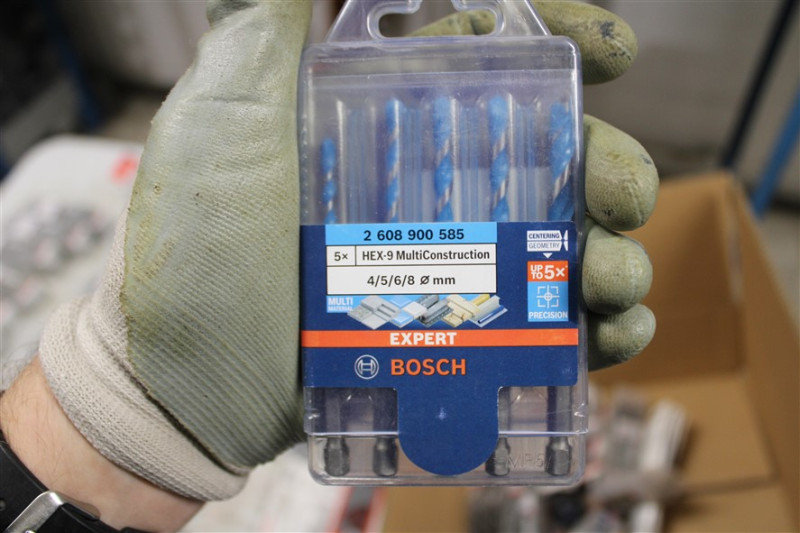 2 608 900 585
5× HEX-9 MultiConstruction
4/5/6/8 Ø mm
CENTERING
GEOMETRY
UP
TO 5×
PRECISION
MULTI
MATERIAL
EXPERT
BOSCH